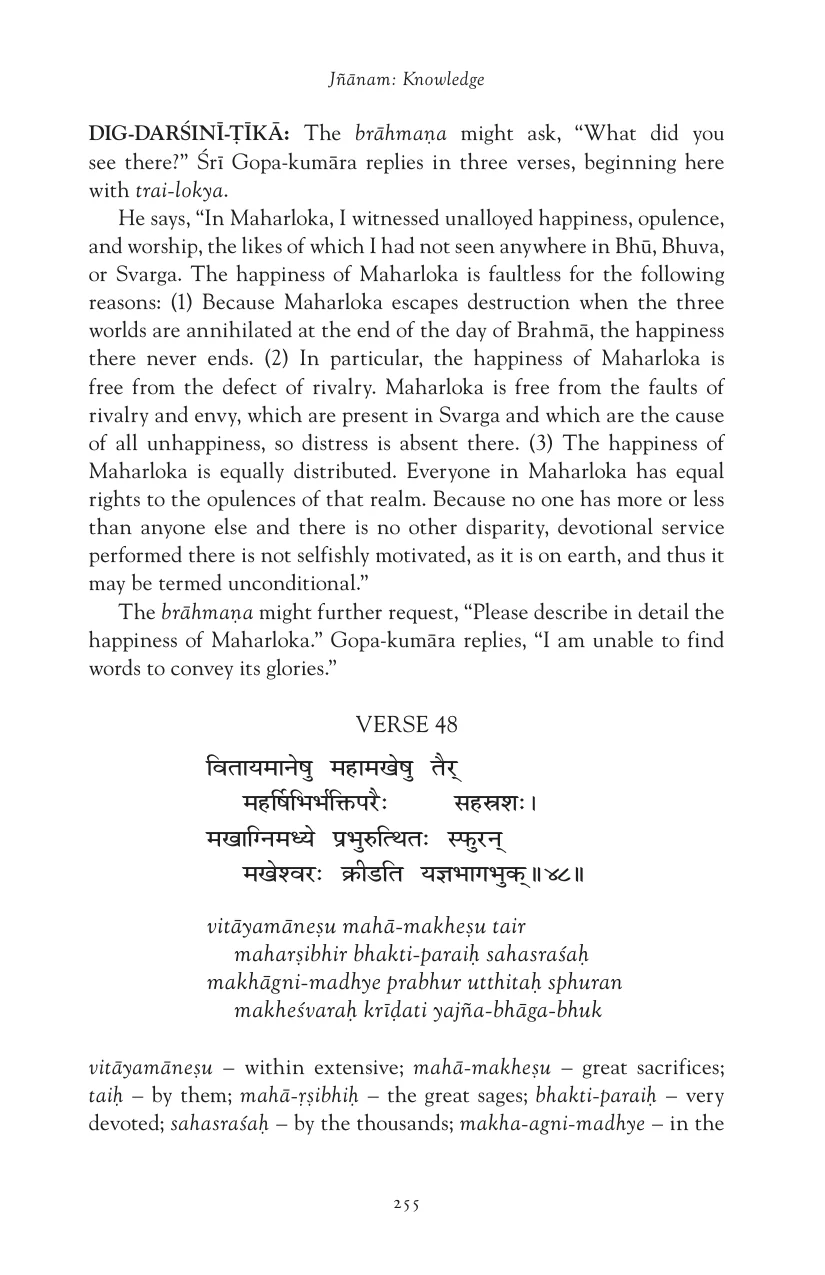 Jñānam: Knowledge
DIG-DARŚINĪ-ṬĪKĀ: The brāhmaṇa might ask, “What did you
see there?” Śrī Gopa-kumāra replies in three verses, beginning here
with trai-lokya.
He says, “In Maharloka, I witnessed unalloyed happiness, opulence,
and worship, the likes of which I had not seen anywhere in Bhū, Bhuva,
or Svarga. The happiness of Maharloka is faultless for the following
reasons: (1) Because Maharloka escapes destruction when the three
worlds are annihilated at the end of the day of Brahmā, the happiness
there never ends. (2) In particular, the happiness of Maharloka is
free from the defect of rivalry. Maharloka is free from the faults of
rivalry and envy, which are present in Svarga and which are the cause
of all unhappiness, so distress is absent there. (3) The happiness of
Maharloka is equally distributed. Everyone in Maharloka has equal
rights to the opulences of that realm. Because no one has more or less
than anyone else and there is no other disparity, devotional service
performed there is not selfishly motivated, as it is on earth, and thus it
may be termed unconditional.”
The brāhmaṇa might further request, “Please describe in detail the
happiness of Maharloka.” Gopa-kumāra replies, “I am unable to find
words to convey its glories.”
VERSE 48
वितायमानेषु महामखेषु तैर्
महर्षिभिर्भक्तिपरैः सहस्रशः।
मखाग्निमध्ये प्रभुरुत्थितः स्फुरन्
मखेश्वरः क्रीडति यज्ञभागभुक्॥४८॥
vitāyamāneṣu mahā-makheṣu tair
maharṣibhir bhakti-paraiḥ sahasraśaḥ
makhāgni-madhye prabhur utthitaḥ sphuran
makheśvaraḥ krīḍati yajña-bhāga-bhuk
vitāyamāneṣu – within extensive; mahā-makheṣu – great sacrifices;
taiḥ – by them; mahā-ṛṣibhiḥ – the great sages; bhakti-paraiḥ – very
devoted; sahasraśaḥ – by the thousands; makha-agni-madhye – in the
255